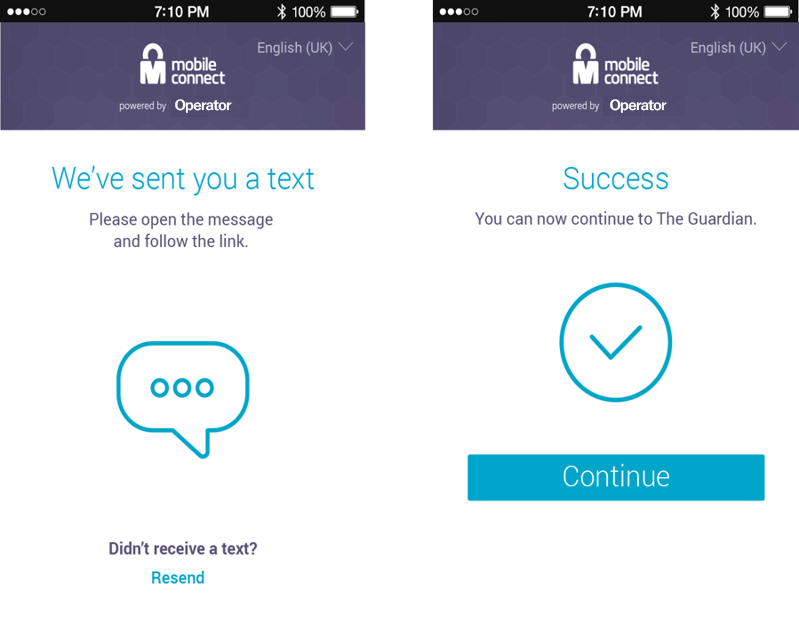 7:10 PM
100%
English (UK)
mobile
connect
powered by Operator
We’ve sent you a text
Please open the message
and follow the link.
Didn’t receive a text?
Resend
7:10 PM
100%
English (UK)
mobile
connect
powered by Operator
Success
You can now continue to The Guardian.
Continue